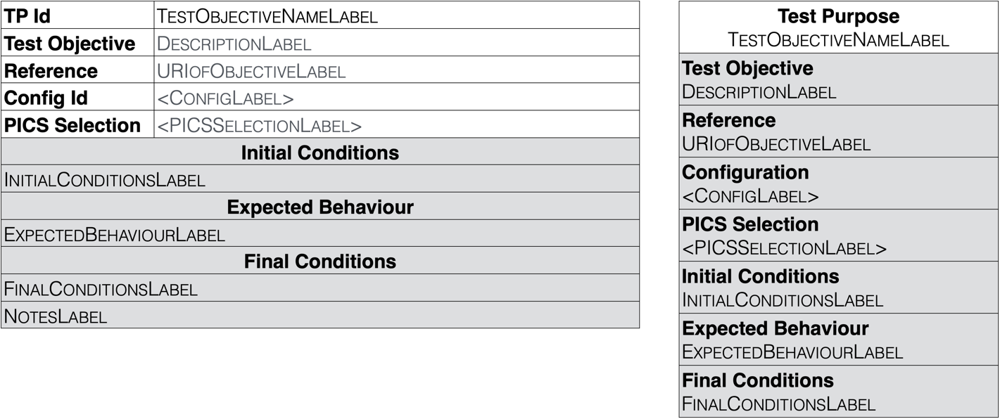 TP Id TESTOBJECTIVENAMELABEL
Test Objective DESCRIPTIONLABEL
Reference URIOFOBJECTIVELABEL
Config Id <CONFIGLABEL>
PICS Selection <PICSSELECTIONLABEL>
Initial Conditions
INITIALCONDITIONSLABEL
Expected Behaviour
EXPECTEDBEHAVIOURLABEL
Final Conditions
FINALCONDITIONSLABEL
NOTESLABEL
Test Purpose
TESTOBJECTIVENAMELABEL
Test Objective
DESCRIPTIONLABEL
Reference
URIOFOBJECTIVELABEL
Configuration
<CONFIGLABEL>
PICS Selection
<PICSSELECTIONLABEL>
Initial Conditions
INITIALCONDITIONSLABEL
Expected Behaviour
EXPECTEDBEHAVIOURLABEL
Final Conditions
FINALCONDITIONSLABEL